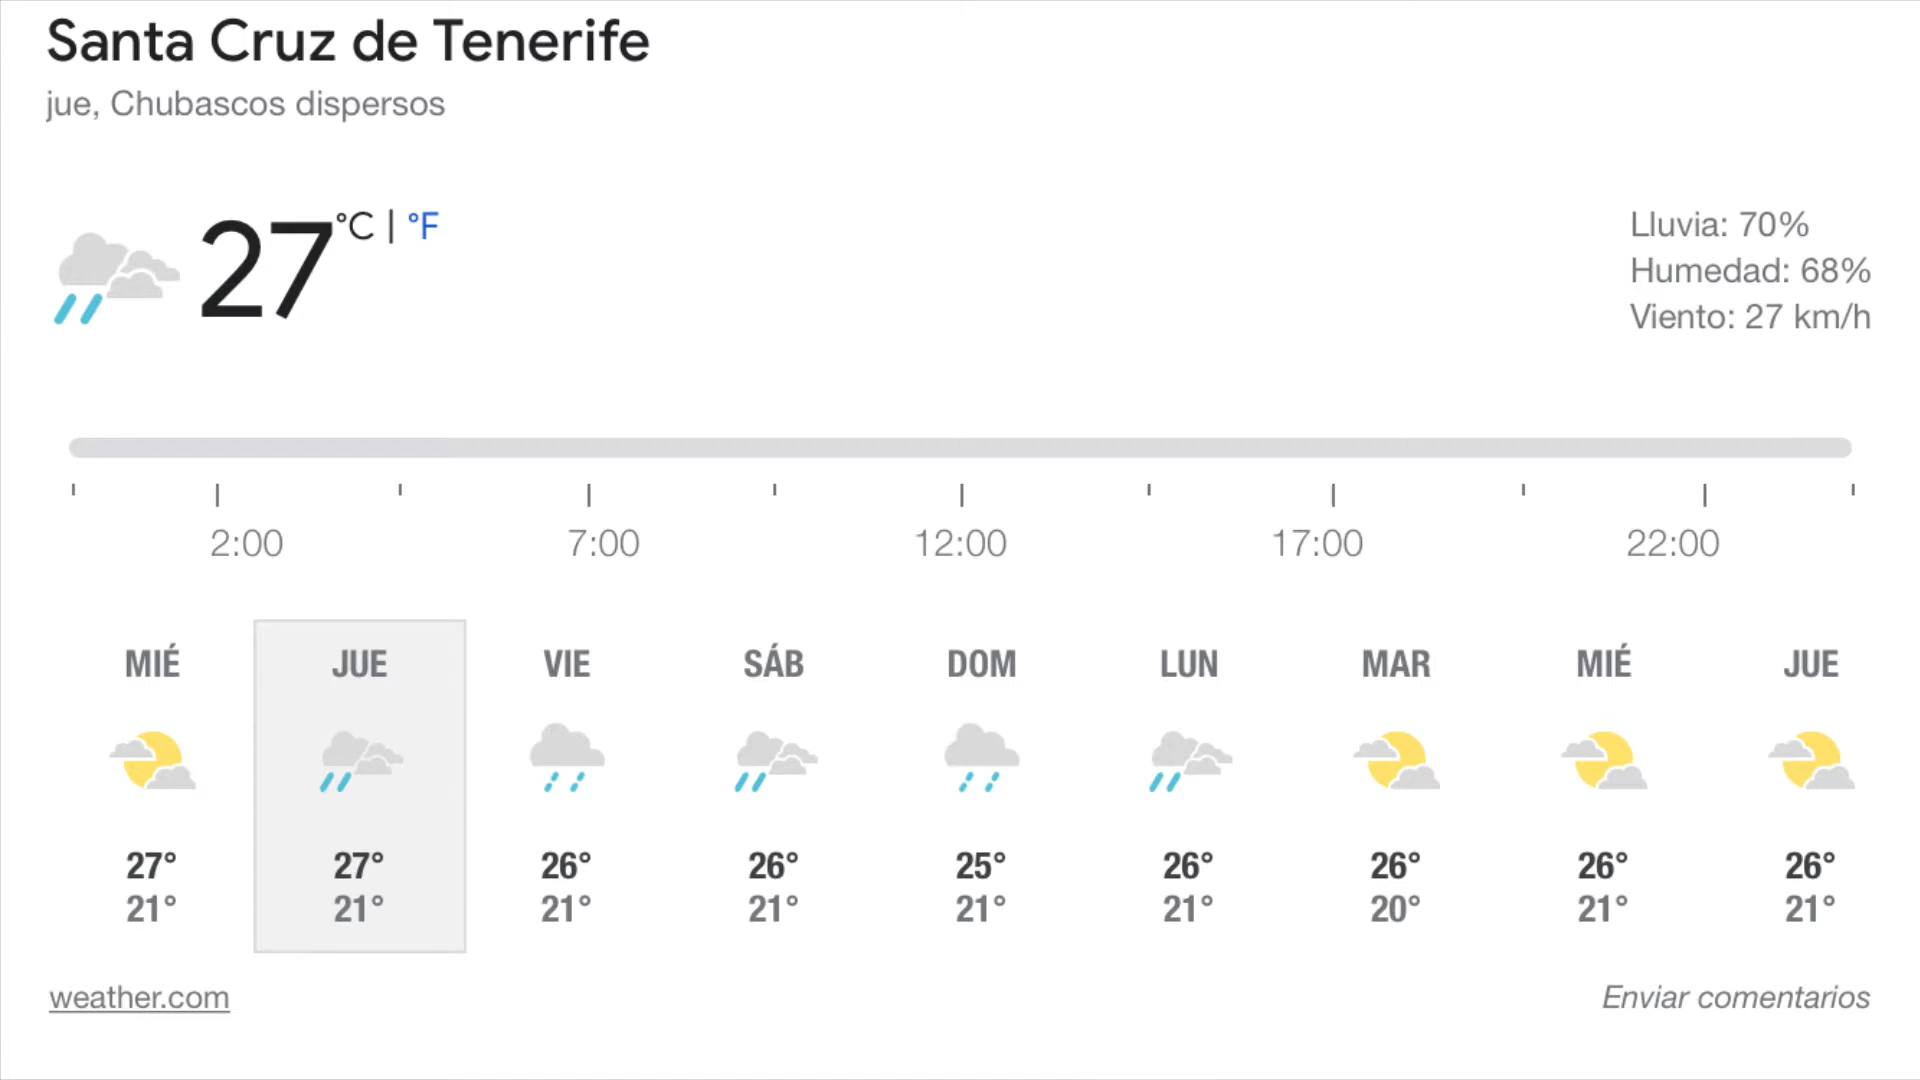 Santa Cruz de Tenerife
jue, Chubascos dispersos
27 °C | °F
Lluvia: 70%
Humedad: 68%
Viento: 27 km/h
2:00 7:00 12:00 17:00 22:00
MIÉ JUE VIE SÁB DOM LUN MAR MIÉ JUE
27° 27° 26° 26° 25° 26° 26° 26° 26°
21° 21° 21° 21° 21° 21° 20° 21° 21°
weather.com Enviar comentarios